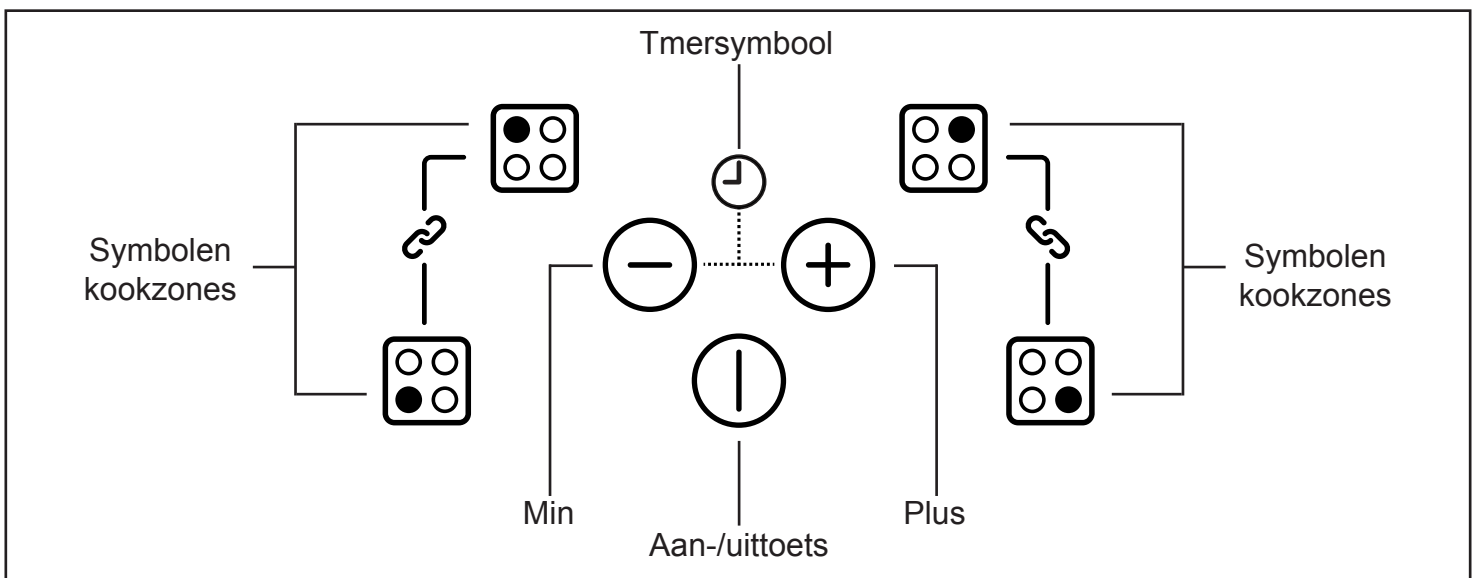 Tmersymbool
Symbolen
kookzones
Symbolen
kookzones
Min
Plus
Aan-/uittoets